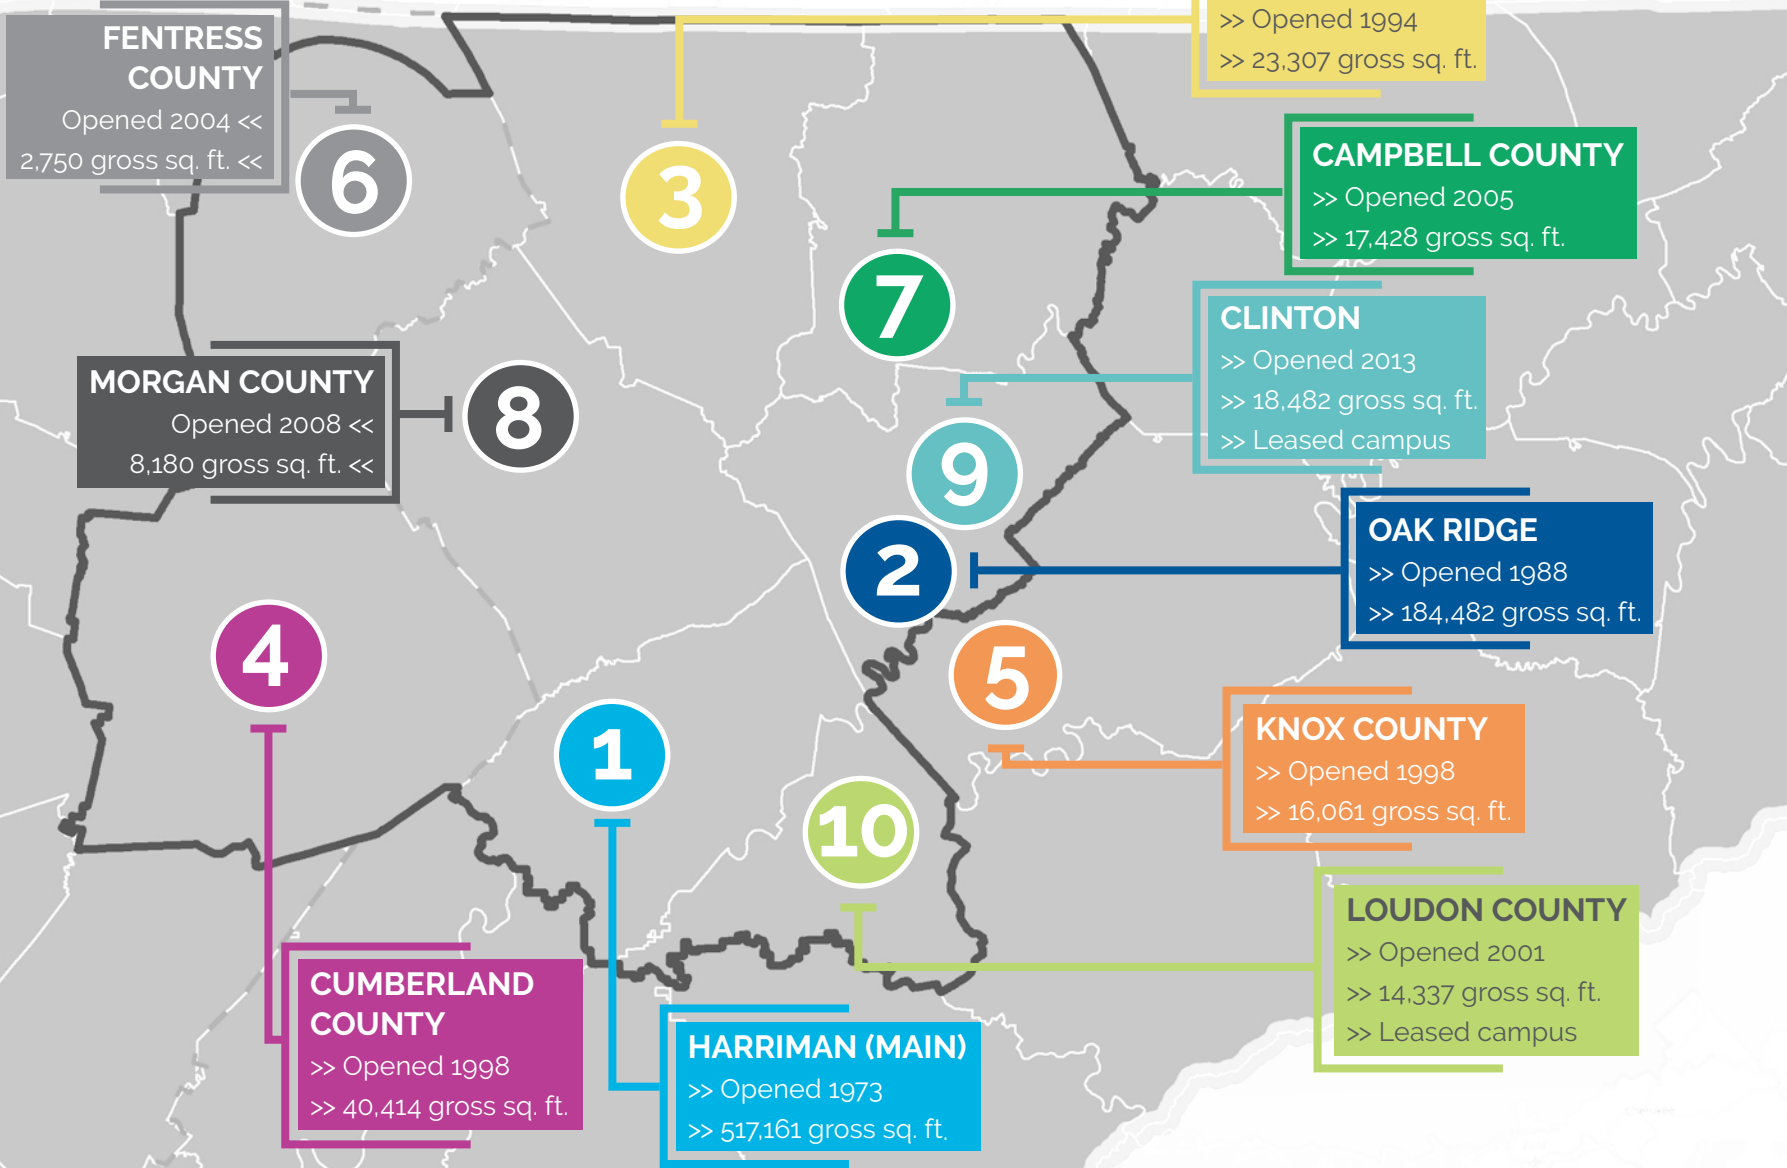 FENTRESS
COUNTY
Opened 2004 <<
2,750 gross sq. ft. <<
6
3
>> Opened 1994
>> 23,307 gross sq. ft.
CAMPBELL COUNTY
>> Opened 2005
>> 17,428 gross sq. ft.
7
CLINTON
>> Opened 2013
>> 18,482 gross sq. ft.
>> Leased campus
9
MORGAN COUNTY
Opened 2008 <<
8,180 gross sq. ft. <<
8
2
OAK RIDGE
>> Opened 1988
>> 184,482 gross sq. ft.
4
5
KNOX COUNTY
>> Opened 1998
>> 16,061 gross sq. ft.
1
10
LOUDON COUNTY
>> Opened 2001
>> 14,337 gross sq. ft.
>> Leased campus
CUMBERLAND
COUNTY
>> Opened 1998
>> 40,414 gross sq. ft.
HARRIMAN (MAIN)
>> Opened 1973
>> 517,161 gross sq. ft.